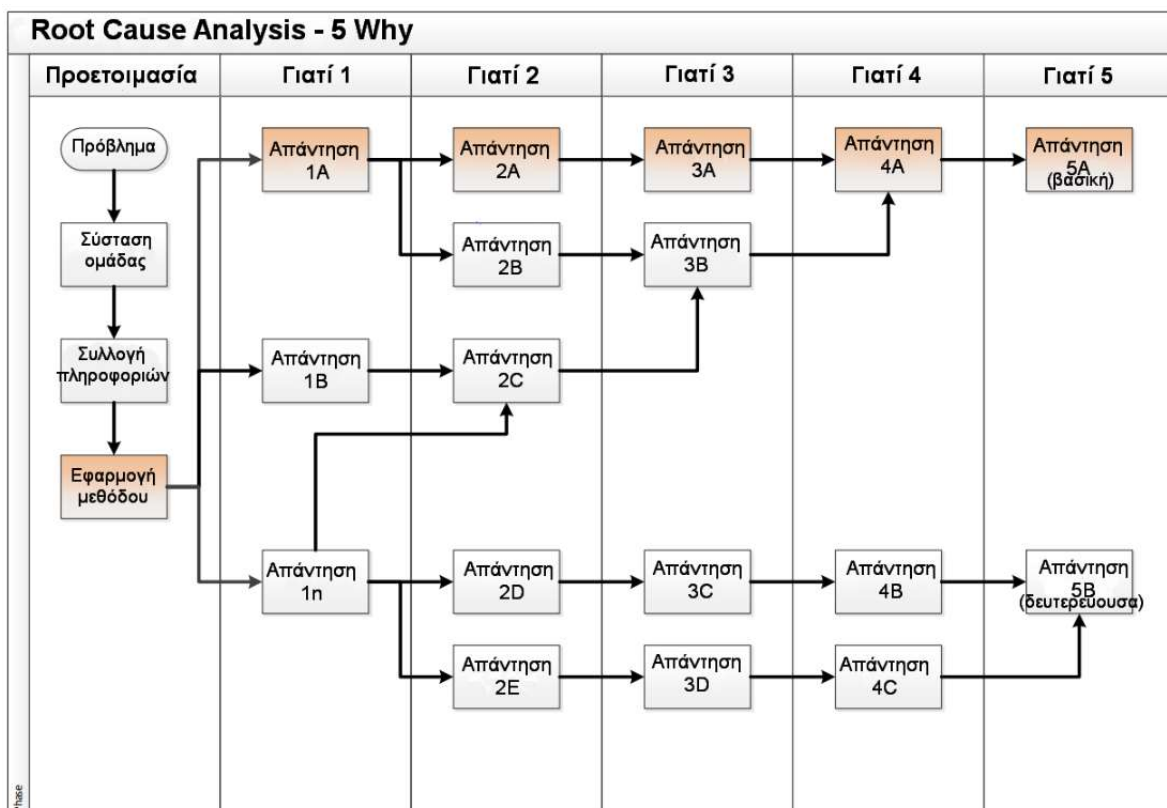 Root Cause Analysis - 5 Why
Προετοιμασία
Γιατί 1
Γιατί 2
Γιατί 3
Γιατί 4
Γιατί 5
Πρόβλημα
Απάντηση
1A
Απάντηση
2A
Απάντηση
3A
Απάντηση
4A
Απάντηση
5A
(βασική)
Σύσταση
ομάδας
Απάντηση
2B
Απάντηση
3B
Συλλογή
πληροφοριών
Απάντηση
1B
Απάντηση
2C
Εφαρμογή
μεθόδου
Απάντηση
1n
Απάντηση
2D
Απάντηση
3C
Απάντηση
4B
Απάντηση
5B
(δευτερεύουσα)
Απάντηση
2E
Απάντηση
3D
Απάντηση
4C
Phase